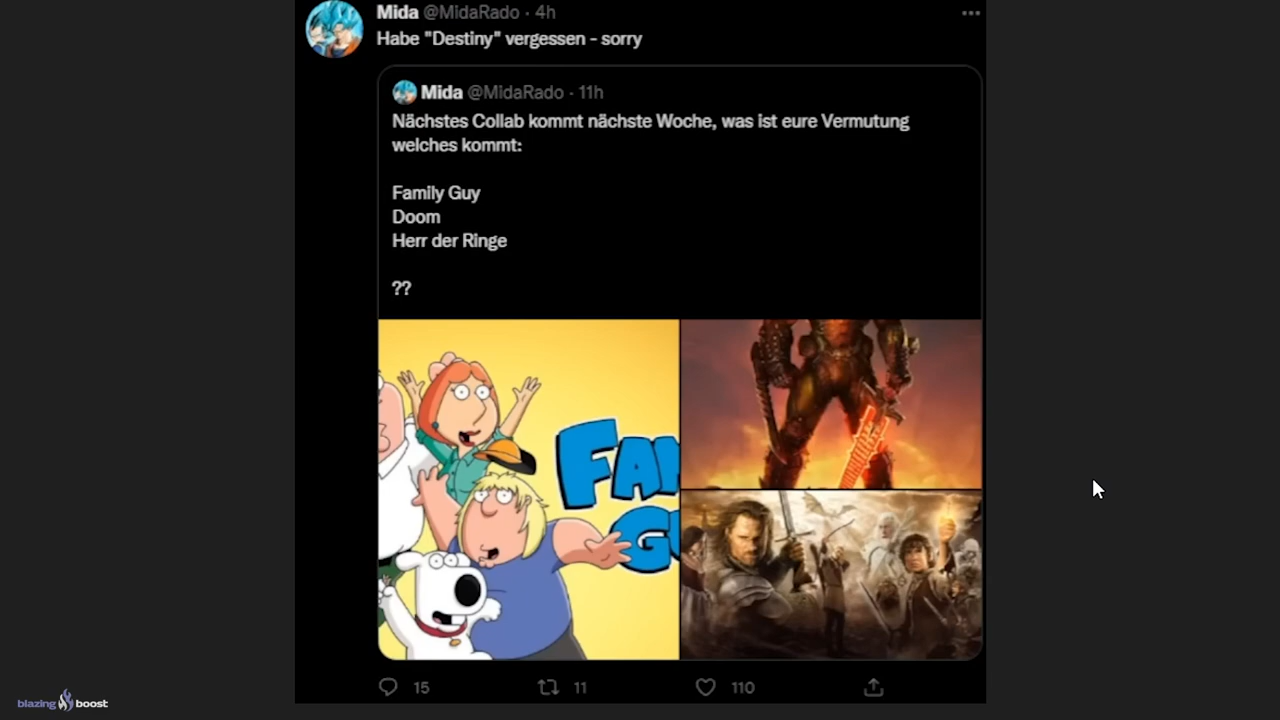 Mida @MidaRado · 4h
Habe "Destiny" vergessen - sorry
Mida @MidaRado · 11h
Nächstes Collab kommt nächste Woche, was ist eure Vermutung
welches kommt:
Family Guy
Doom
Herr der Ringe
??
FAM
GU
15 11 110
blazing boost